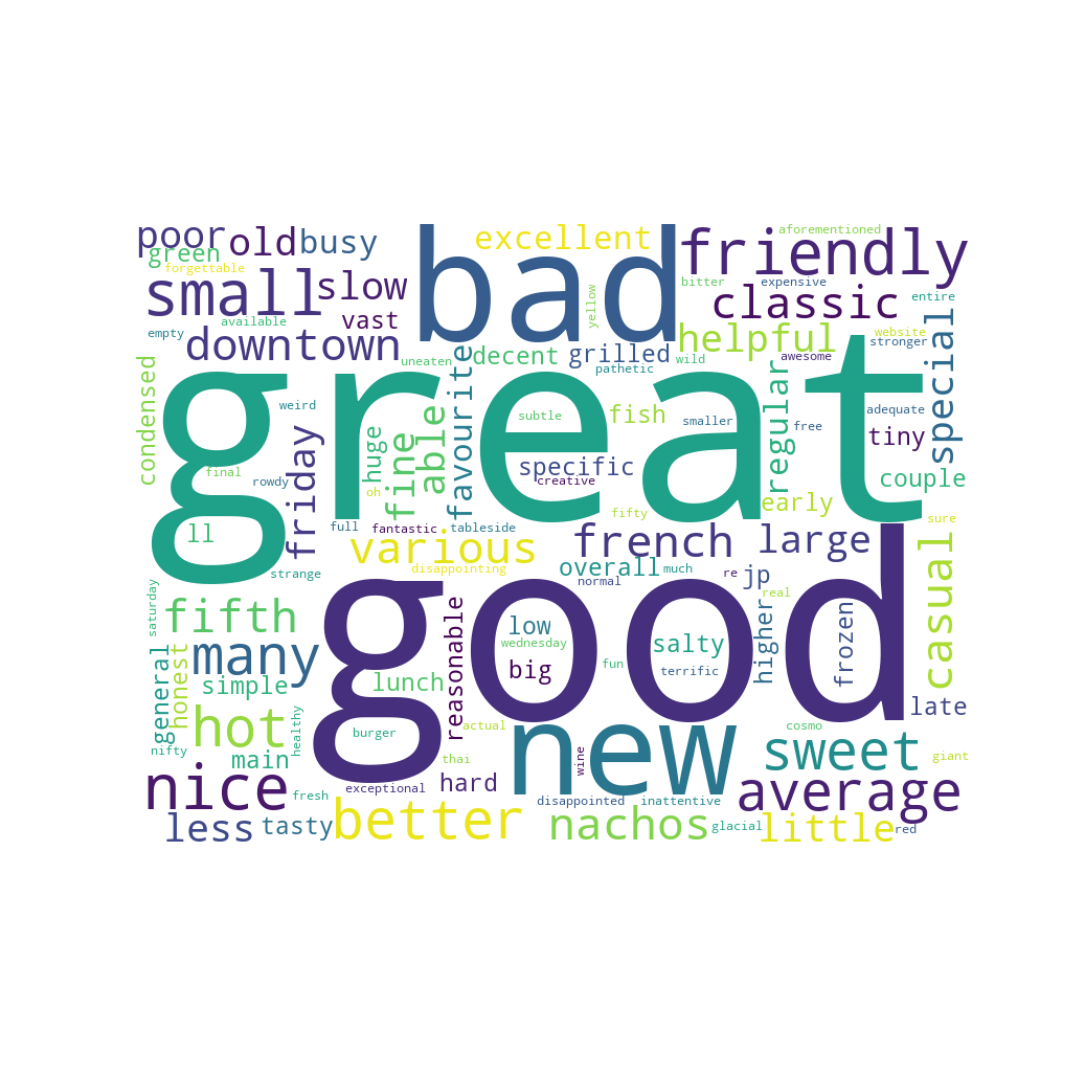 poor
old
busy
excellent
bad
friendly
aforementioned
green
forgettable
small
slow
yellow
bitter
expensive
classic
entire
empty
available
vast
downtown
helpful
website
stronger
special
uneaten
decent
grilled
pathetic
wild
awesome
great
condensed
weird
huge
fine
able
favourite
subtle
fish
smaller
regular
free
adequate
tiny
final
rowdy
friday
oh
specific
creative
couple
fifty
early
ll
full
fantastic
tableside
sure
various
french
large
casual
strange
disappointing
overall
normal
much
re
jp
real
saturday
fifth
good
low
wednesday
big
fun
salty
terrific
higher
frozen
many
general
honest
simple
lunch
reasonable
late
hot
healthy
burger
actual
new
cosmo
sweet
nifty
main
thai
wine
giant
nice
fresh
exceptional
hard
disappointed
inattentive
average
less
tasty
better
nachos
glacial
little
red